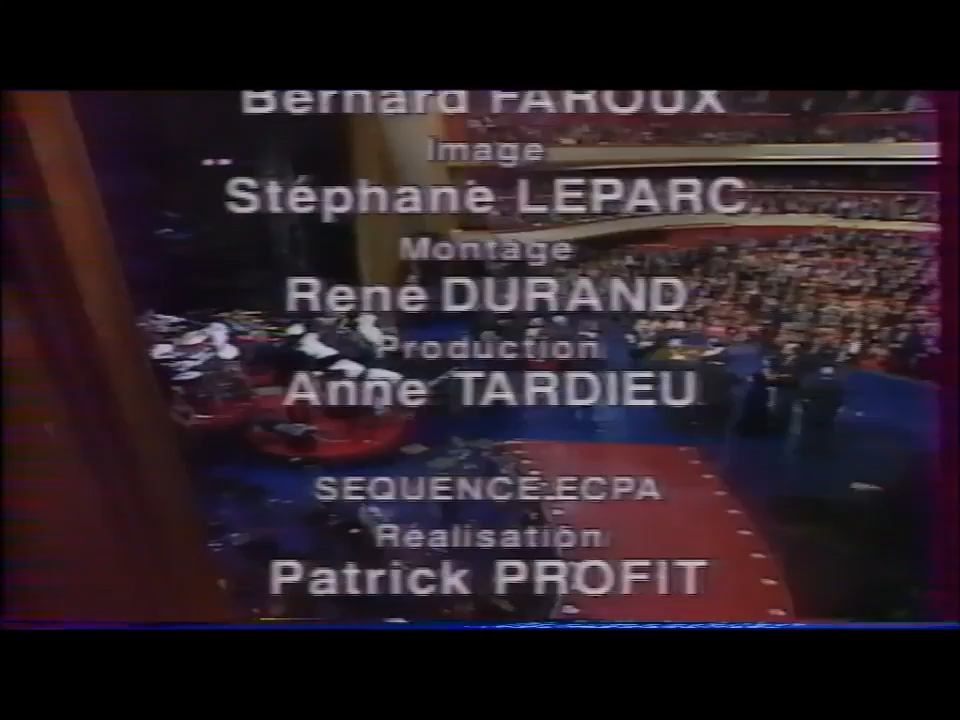 Bernard FAROUX
Image
Stéphane LEPARC
Montage
René DURAND
Production
Anne TARDIEU
SEQUENCE ECPA
Réalisation
Patrick PROFIT